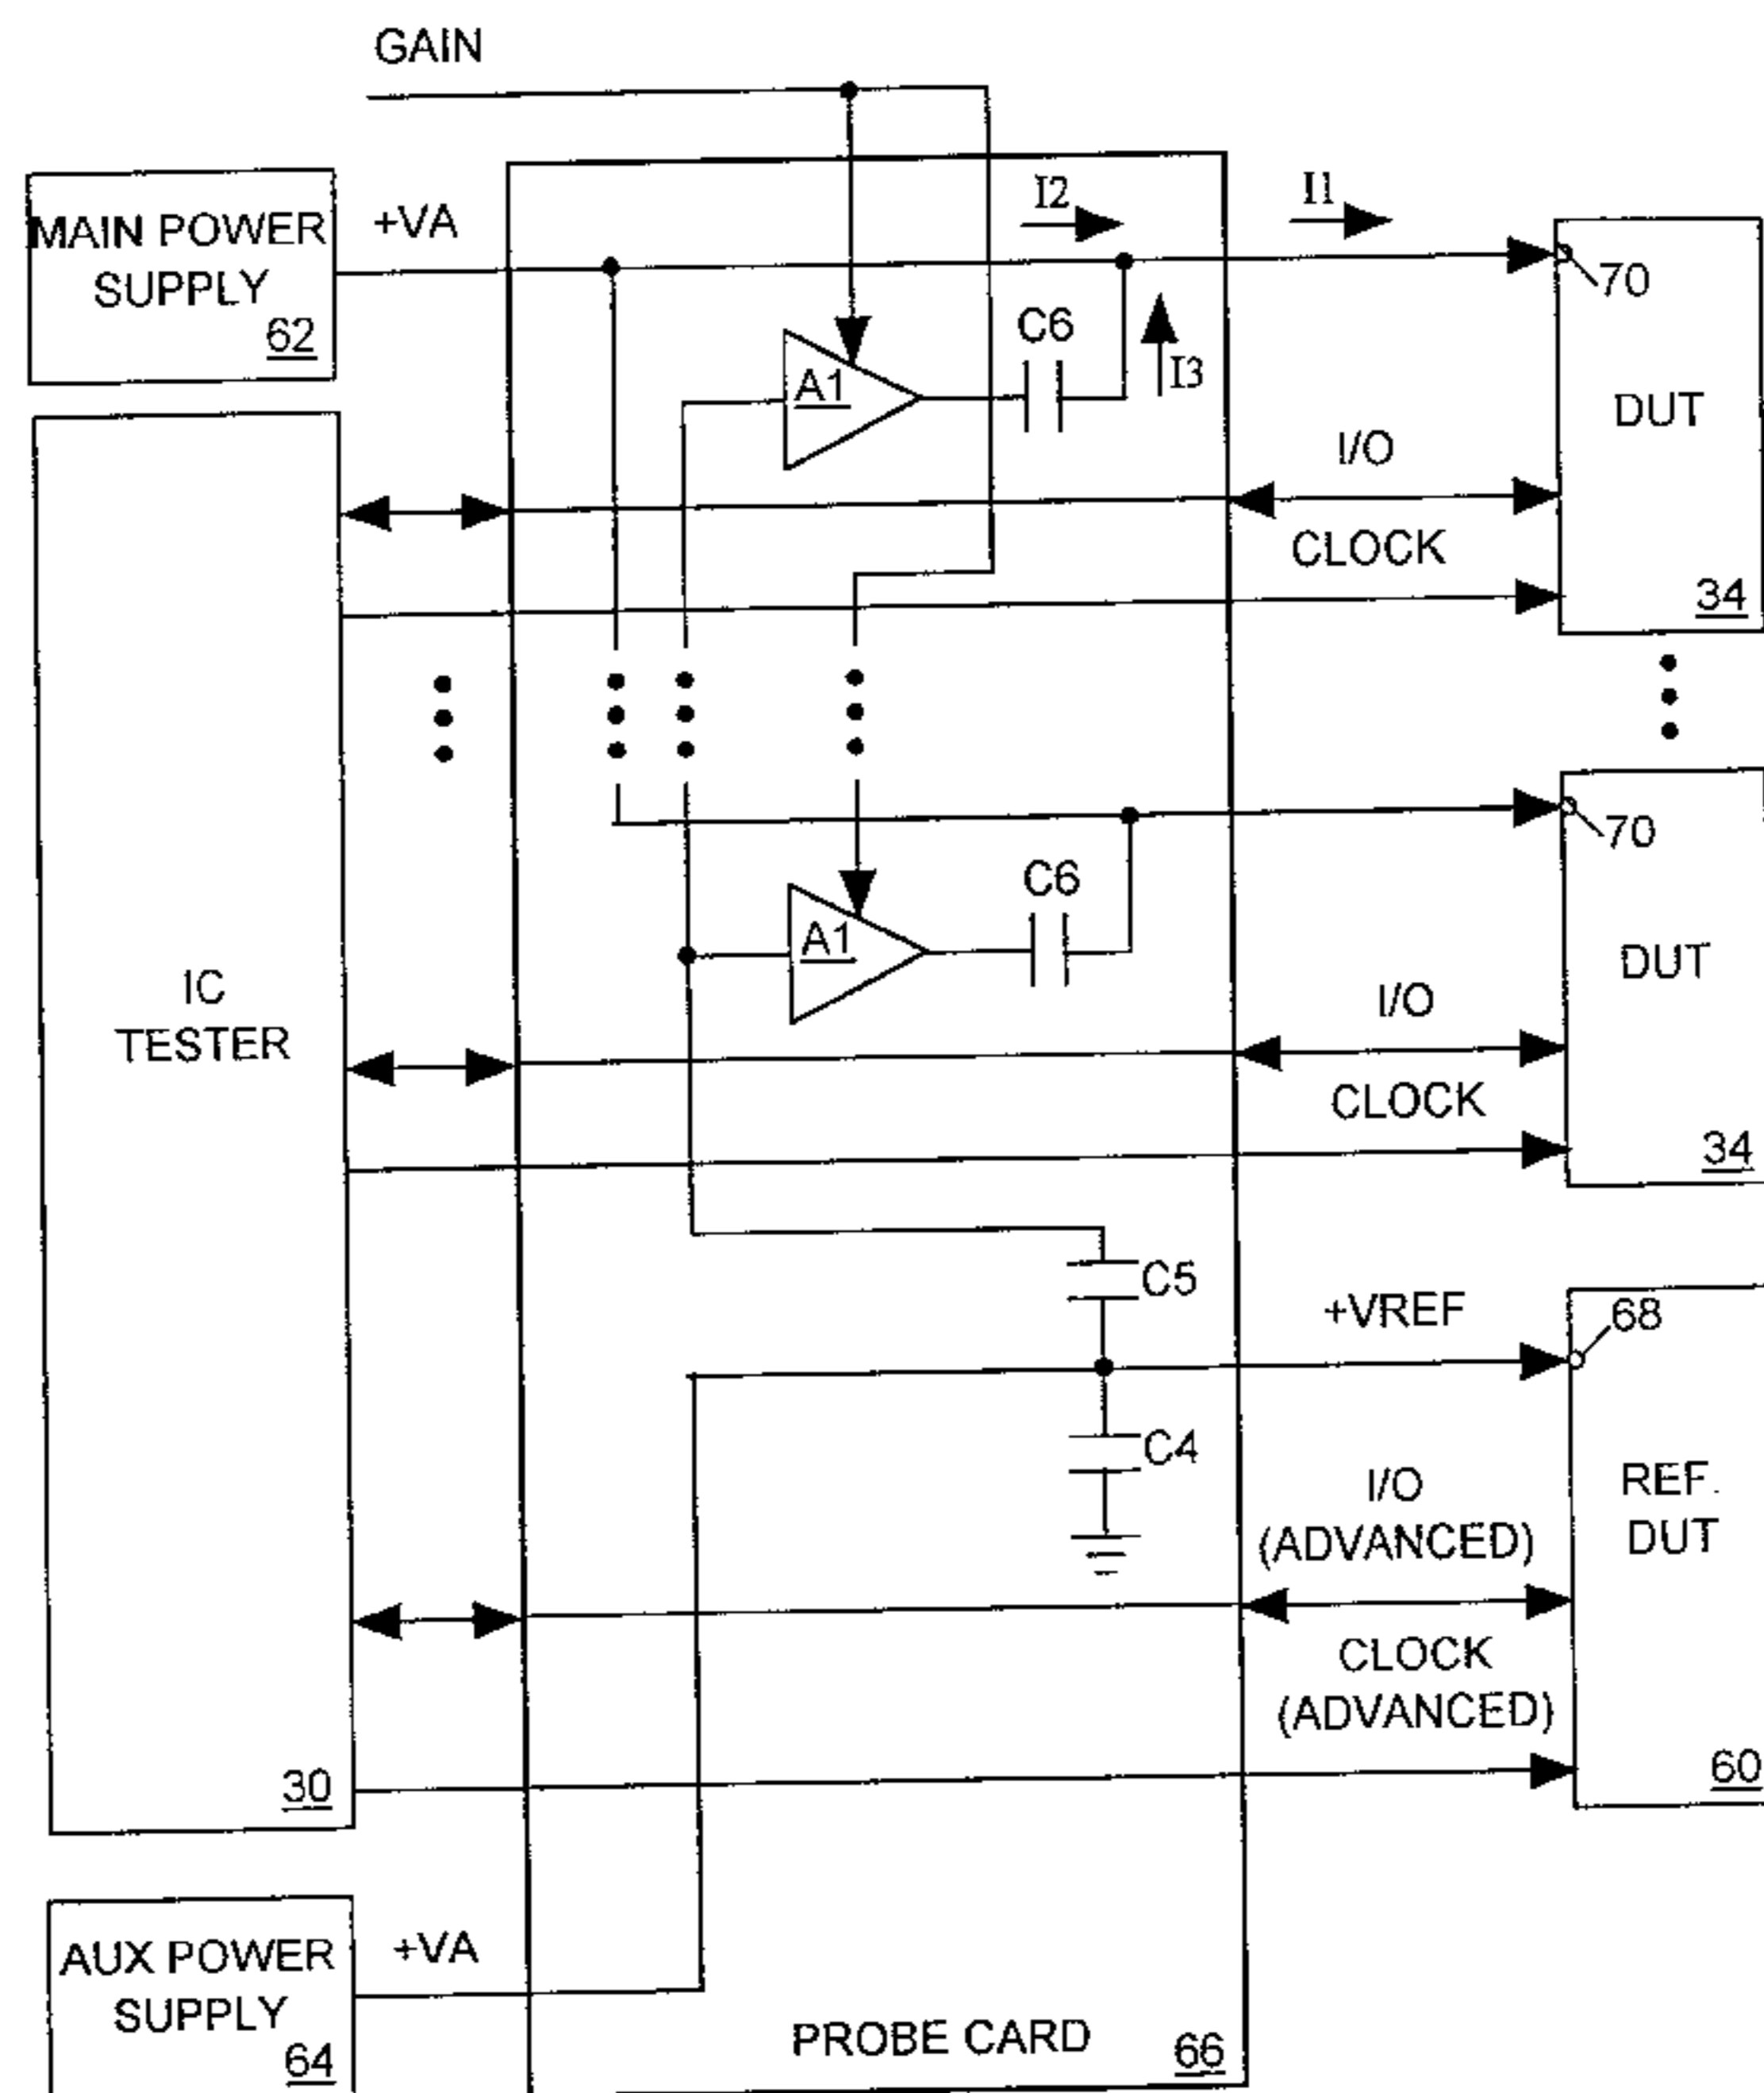 GAIN
MAIN POWER
SUPPLY
62
+VA
I2
I1
70
C6
A1
I3
DUT
I/O
CLOCK
34
70
C6
A1
DUT
IC
TESTER
I/O
CLOCK
34
C5
+VREF
68
C4
REF.
DUT
I/O
(ADVANCED)
CLOCK
(ADVANCED)
30
60
AUX POWER
SUPPLY
64
+VA
PROBE CARD
66